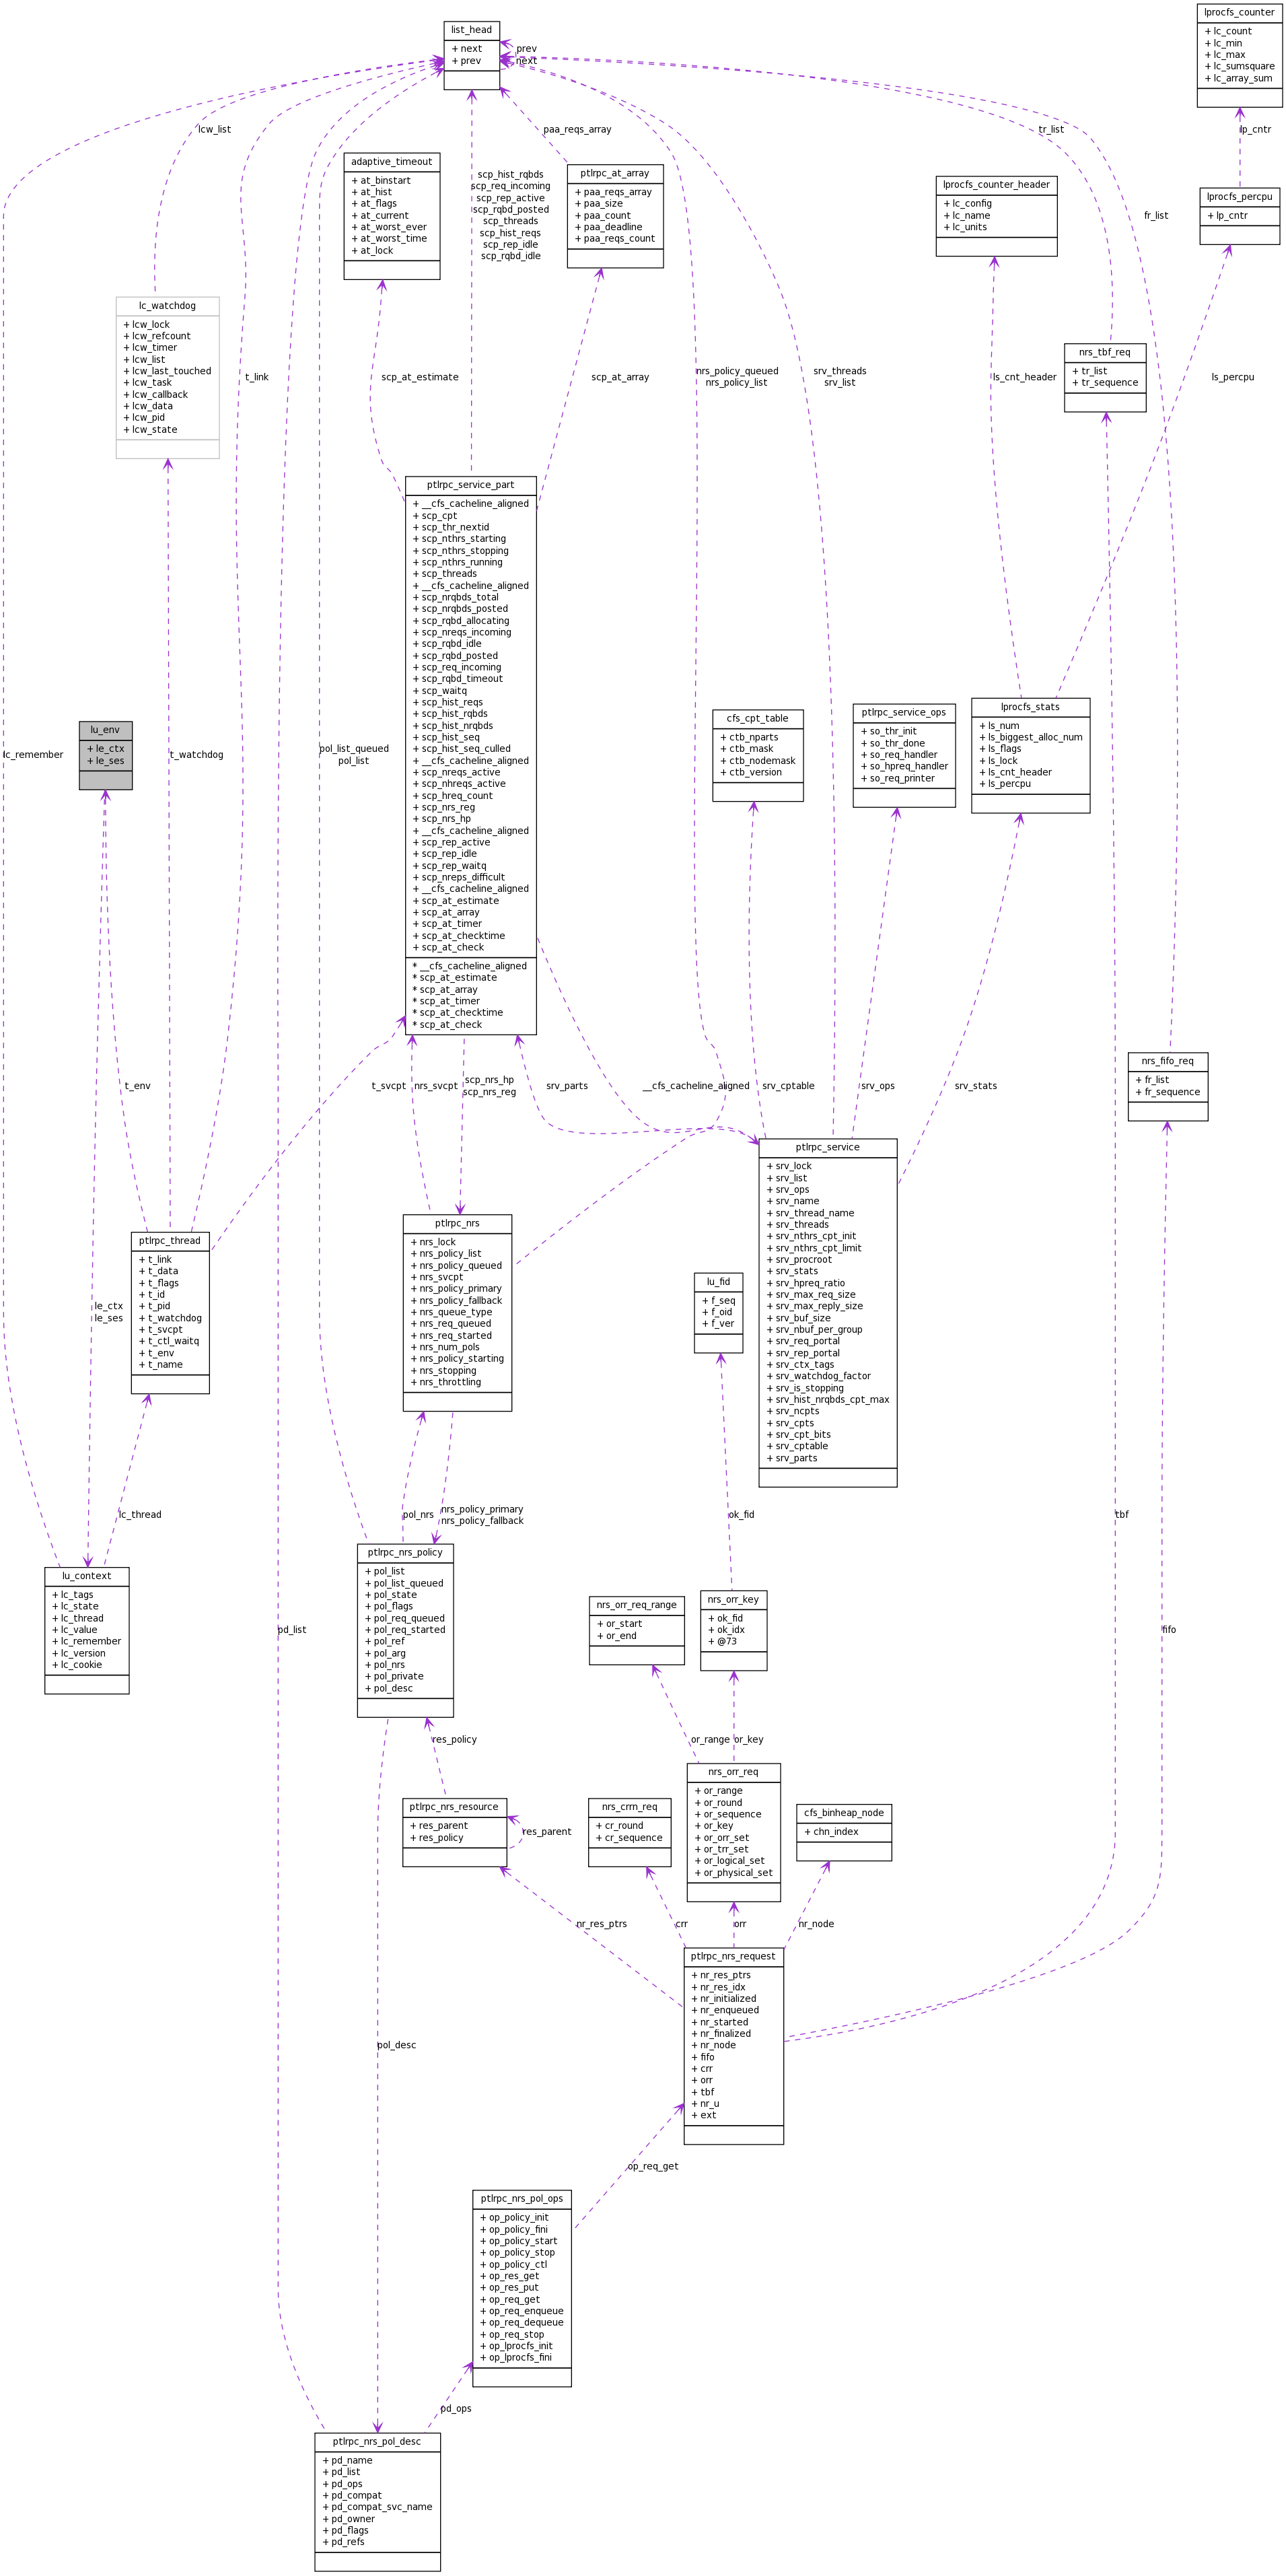 lprocfs_counter
+ lc_count
+ lc_min
+ lc_max
+ lc_sumsquare
+ lc_array_sum
list_head
+ next
+ prev
prev
next
lcw_list
paa_reqs_array
tr_list
lp_cntr
adaptive_timeout
+ at_binstart
+ at_hist
+ at_flags
+ at_current
+ at_worst_ever
+ at_worst_time
+ at_lock
scp_hist_rqbds
scp_req_incoming
scp_rep_active
scp_rqbd_posted
scp_threads
scp_hist_reqs
scp_rep_idle
scp_rqbd_idle
ptlrpc_at_array
+ paa_reqs_array
+ paa_size
+ paa_count
+ paa_deadline
+ paa_reqs_count
lprocfs_counter_header
+ lc_config
+ lc_name
+ lc_units
fr_list
lprocfs_percpu
+ lp_cntr
lc_watchdog
+ lcw_lock
+ lcw_refcount
+ lcw_timer
+ lcw_list
+ lcw_last_touched
+ lcw_task
+ lcw_callback
+ lcw_data
+ lcw_pid
+ lcw_state
t_link
scp_at_estimate
scp_at_array
nrs_policy_queued
nrs_policy_list
srv_threads
srv_list
ls_cnt_header
nrs_tbf_req
+ tr_list
+ tr_sequence
ls_percpu
ptlrpc_service_part
+ __cfs_cacheline_aligned
+ scp_cpt
+ scp_thr_nextid
+ scp_nthrs_starting
+ scp_nthrs_stopping
+ scp_nthrs_running
+ scp_threads
+ __cfs_cacheline_aligned
+ scp_nrqbds_total
+ scp_nrqbds_posted
+ scp_rqbd_allocating
+ scp_nreqs_incoming
+ scp_rqbd_idle
+ scp_rqbd_posted
+ scp_req_incoming
+ scp_rqbd_timeout
+ scp_waitq
+ scp_hist_reqs
+ scp_hist_rqbds
+ scp_hist_nrqbds
+ scp_hist_seq
+ scp_hist_seq_culled
+ __cfs_cacheline_aligned
+ scp_nreqs_active
+ scp_nhreqs_active
+ scp_hreq_count
+ scp_nrs_reg
+ scp_nrs_hp
+ __cfs_cacheline_aligned
+ scp_rep_active
+ scp_rep_idle
+ scp_rep_waitq
+ scp_nreps_difficult
+ __cfs_cacheline_aligned
+ scp_at_estimate
+ scp_at_array
+ scp_at_timer
+ scp_at_checktime
+ scp_at_check
* __cfs_cacheline_aligned
* scp_at_estimate
* scp_at_array
* scp_at_timer
* scp_at_checktime
* scp_at_check
lc_remember
lu_env
+ le_ctx
+ le_ses
t_watchdog
pol_list_queued
pol_list
cfs_cpt_table
+ ctb_nparts
+ ctb_mask
+ ctb_nodemask
+ ctb_version
ptlrpc_service_ops
+ so_thr_init
+ so_thr_done
+ so_req_handler
+ so_hpreq_handler
+ so_req_printer
lprocfs_stats
+ ls_num
+ ls_biggest_alloc_num
+ ls_flags
+ ls_lock
+ ls_cnt_header
+ ls_percpu
t_env
t_svcpt
nrs_svcpt
scp_nrs_hp
scp_nrs_reg
srv_parts
__cfs_cacheline_aligned
srv_cptable
srv_ops
srv_stats
nrs_fifo_req
+ fr_list
+ fr_sequence
ptlrpc_thread
+ t_link
+ t_data
+ t_flags
+ t_id
+ t_pid
+ t_watchdog
+ t_svcpt
+ t_ctl_waitq
+ t_env
+ t_name
le_ctx
le_ses
ptlrpc_nrs
+ nrs_lock
+ nrs_policy_list
+ nrs_policy_queued
+ nrs_svcpt
+ nrs_policy_primary
+ nrs_policy_fallback
+ nrs_queue_type
+ nrs_req_queued
+ nrs_req_started
+ nrs_num_pols
+ nrs_policy_starting
+ nrs_stopping
+ nrs_throttling
lu_fid
+ f_seq
+ f_oid
+ f_ver
ptlrpc_service
+ srv_lock
+ srv_list
+ srv_ops
+ srv_name
+ srv_thread_name
+ srv_threads
+ srv_nthrs_cpt_init
+ srv_nthrs_cpt_limit
+ srv_procroot
+ srv_stats
+ srv_hpreq_ratio
+ srv_max_req_size
+ srv_max_reply_size
+ srv_buf_size
+ srv_nbuf_per_group
+ srv_req_portal
+ srv_rep_portal
+ srv_ctx_tags
+ srv_watchdog_factor
+ srv_is_stopping
+ srv_hist_nrqbds_cpt_max
+ srv_ncpts
+ srv_cpts
+ srv_cpt_bits
+ srv_cptable
+ srv_parts
lc_thread
pol_nrs
nrs_policy_primary
nrs_policy_fallback
ok_fid
tbf
lu_context
+ lc_tags
+ lc_state
+ lc_thread
+ lc_value
+ lc_remember
+ lc_version
+ lc_cookie
pd_list
ptlrpc_nrs_policy
+ pol_list
+ pol_list_queued
+ pol_state
+ pol_flags
+ pol_req_queued
+ pol_req_started
+ pol_ref
+ pol_arg
+ pol_nrs
+ pol_private
+ pol_desc
nrs_orr_req_range
+ or_start
+ or_end
nrs_orr_key
+ ok_fid
+ ok_idx
+ @73
fifo
res_policy
or_range
or_key
ptlrpc_nrs_resource
+ res_parent
+ res_policy
res_parent
nrs_crrn_req
+ cr_round
+ cr_sequence
nrs_orr_req
+ or_range
+ or_round
+ or_sequence
+ or_key
+ or_orr_set
+ or_trr_set
+ or_logical_set
+ or_physical_set
cfs_binheap_node
+ chn_index
nr_res_ptrs
crr
orr
nr_node
ptlrpc_nrs_request
+ nr_res_ptrs
+ nr_res_idx
+ nr_initialized
+ nr_enqueued
+ nr_started
+ nr_finalized
+ nr_node
+ fifo
+ crr
+ orr
+ tbf
+ nr_u
+ ext
pol_desc
op_req_get
ptlrpc_nrs_pol_ops
+ op_policy_init
+ op_policy_fini
+ op_policy_start
+ op_policy_stop
+ op_policy_ctl
+ op_res_get
+ op_res_put
+ op_req_get
+ op_req_enqueue
+ op_req_dequeue
+ op_req_stop
+ op_lprocfs_init
+ op_lprocfs_fini
pd_ops
ptlrpc_nrs_pol_desc
+ pd_name
+ pd_list
+ pd_ops
+ pd_compat
+ pd_compat_svc_name
+ pd_owner
+ pd_flags
+ pd_refs